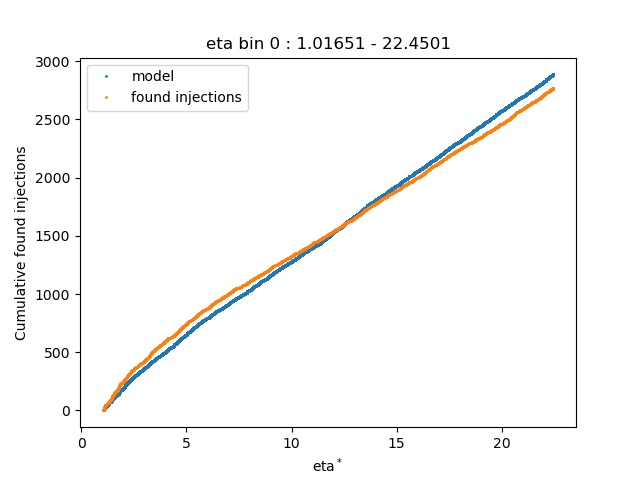 eta bin 0 : 1.01651 - 22.4501
model
found injections
Cumulative found injections
3000
2500
2000
1500
1000
500
0
0 5 10 15 20
eta*